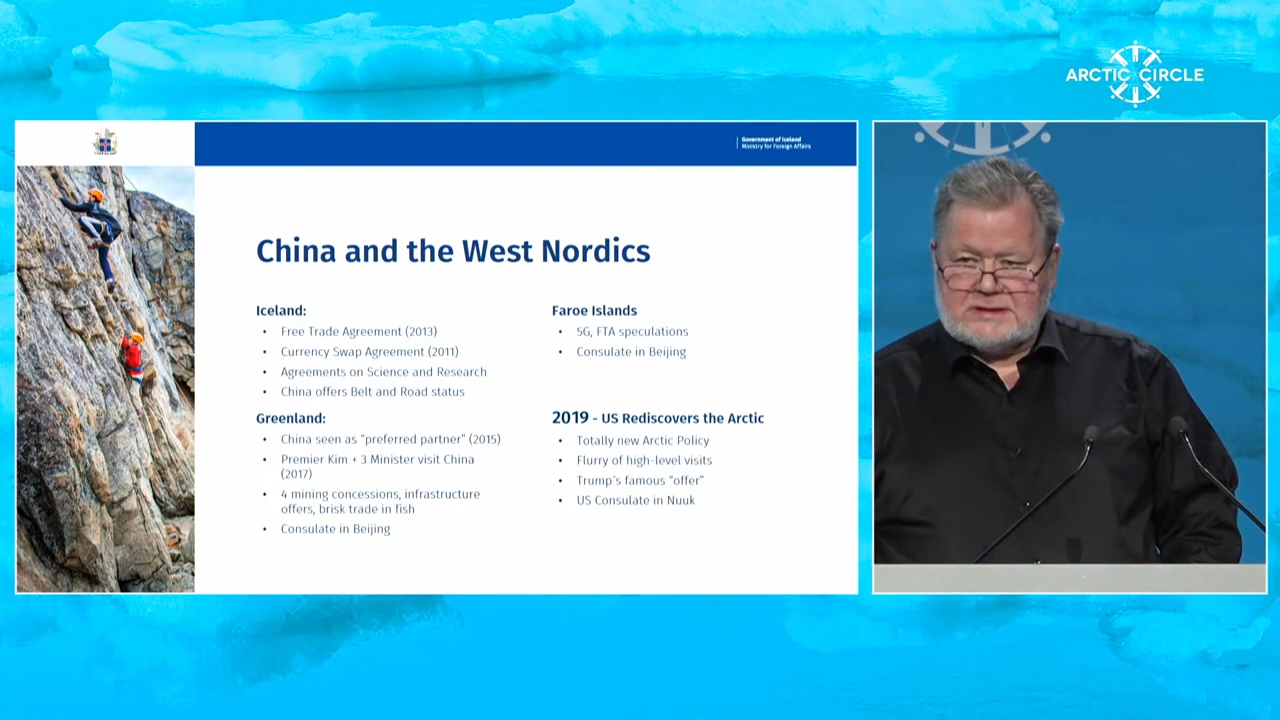 ARCTIC CIRCLE
Government of Iceland
Ministry for Foreign Affairs
China and the West Nordics
Iceland:
• Free Trade Agreement (2013)
• Currency Swap Agreement (2011)
• Agreements on Science and Research
• China offers Belt and Road status
Greenland:
• China seen as “preferred partner” (2015)
• Premier Kim + 3 Minister visit China
(2017)
• 4 mining concessions, infrastructure
offers, brisk trade in fish
• Consulate in Beijing
Faroe Islands
• 5G, FTA speculations
• Consulate in Beijing
2019 - US Rediscovers the Arctic
• Totally new Arctic Policy
• Flurry of high-level visits
• Trump´s famous “offer”
• US Consulate in Nuuk